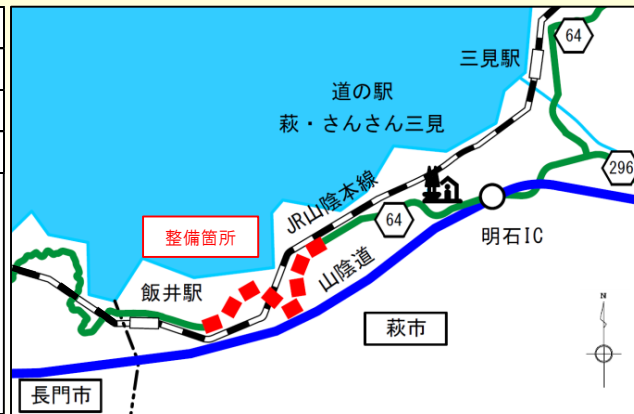 64
三見駅
道の駅
萩・さんさん三見
296
JR山陰本線
64
明石IC
整備箇所
山陰道
飯井駅
萩市
N
長門市